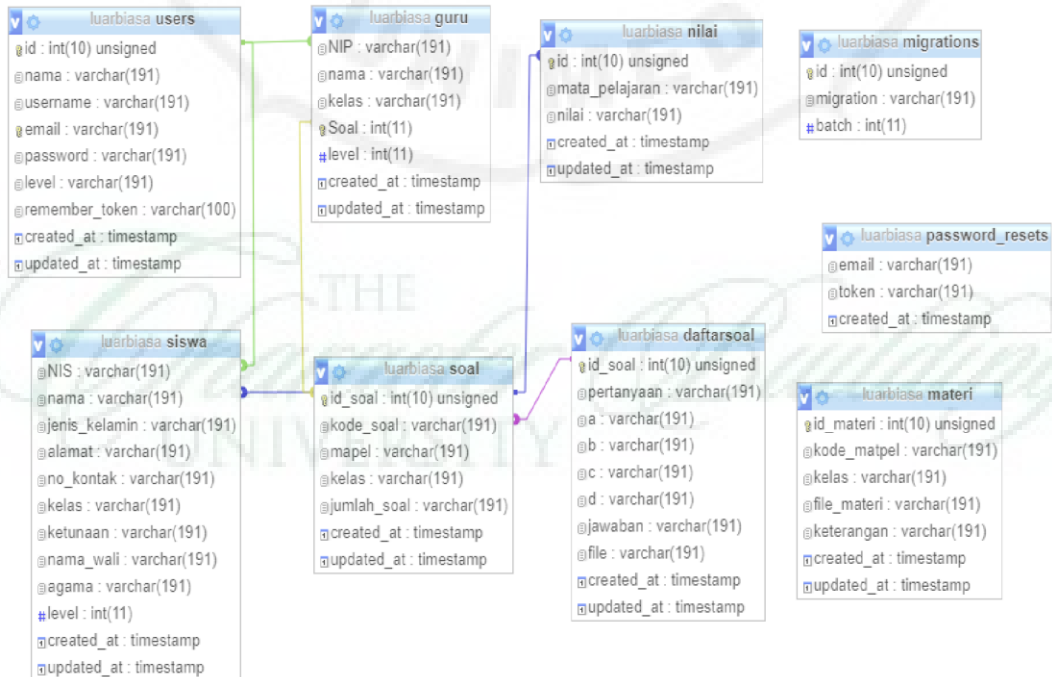 luarbiasa users
id : int(10) unsigned
nama : varchar(191)
username : varchar(191)
email : varchar(191)
password : varchar(191)
level : varchar(191)
remember_token : varchar(100)
created_at : timestamp
updated_at : timestamp
luarbiasa guru
NIP : varchar(191)
nama : varchar(191)
kelas : varchar(191)
Soal : int(11)
level : int(11)
created_at : timestamp
updated_at : timestamp
luarbiasa nilai
id : int(10) unsigned
mata_pelajaran : varchar(191)
nilai : varchar(191)
created_at : timestamp
updated_at : timestamp
luarbiasa migrations
id : int(10) unsigned
migration : varchar(191)
batch : int(11)
luarbiasa password_resets
email : varchar(191)
token : varchar(191)
created_at : timestamp
luarbiasa siswa
NIS : varchar(191)
nama : varchar(191)
jenis_kelamin : varchar(191)
alamat : varchar(191)
no_kontak : varchar(191)
kelas : varchar(191)
ketunaan : varchar(191)
nama_wali : varchar(191)
agama : varchar(191)
level : int(11)
created_at : timestamp
updated_at : timestamp
luarbiasa soal
id_soal : int(10) unsigned
kode_soal : varchar(191)
mapel : varchar(191)
kelas : varchar(191)
jumlah_soal : varchar(191)
created_at : timestamp
updated_at : timestamp
luarbiasa daftarsoal
id_soal : int(10) unsigned
pertanyaan : varchar(191)
a : varchar(191)
b : varchar(191)
c : varchar(191)
d : varchar(191)
jawaban : varchar(191)
file : varchar(191)
created_at : timestamp
updated_at : timestamp
luarbiasa materi
id_materi : int(10) unsigned
kode_matpel : varchar(191)
kelas : varchar(191)
file_materi : varchar(191)
keterangan : varchar(191)
created_at : timestamp
updated_at : timestamp
THE
UNIVERSITY